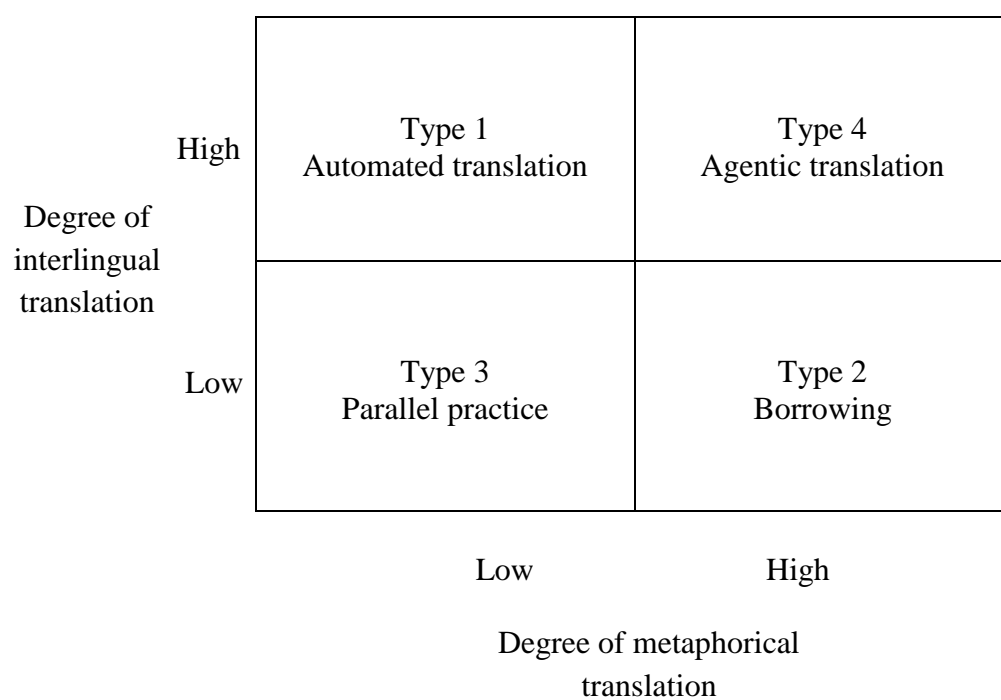 Type 1
Automated translation
Type 4
Agentic translation
High
Degree of
interlingual
translation
Low
Type 3
Parallel practice
Type 2
Borrowing
Low
High
Degree of metaphorical
translation